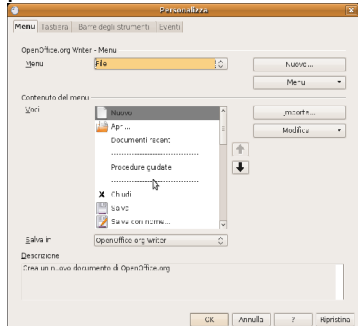 Personalizza
Menu Tastiera Barre degli strumenti Eventi
OpenOffice.org Writer - Menu
Menu File Nuovo...
Menu
Contenuto del menu
Voci Nuovo
Apri...
Documenti recenti
Procedure guidate
Chiudi
Salva
Salva con nome...
Importa...
Modifica
Salva in OpenOffice.org Writer
Descrizione
Crea un nuovo documento di OpenOffice.org
OK Annulla ? Ripristina